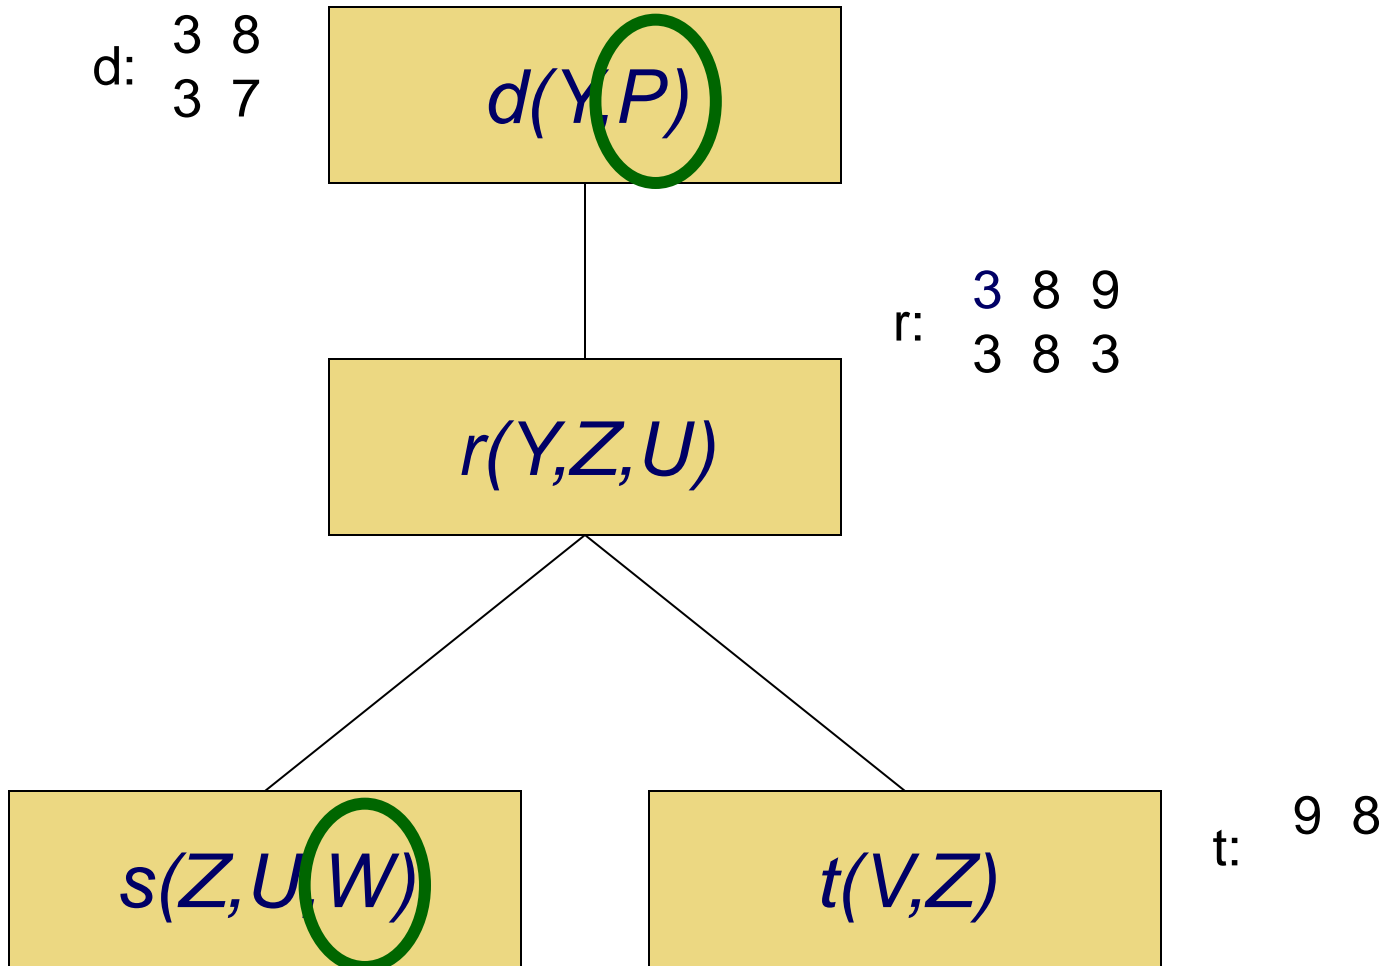 d:
3 8
3 7
d(Y,P)
r:
3 8 9
3 8 3
r(Y,Z,U)
s(Z,U,W)
t(V,Z)
t:
9 8